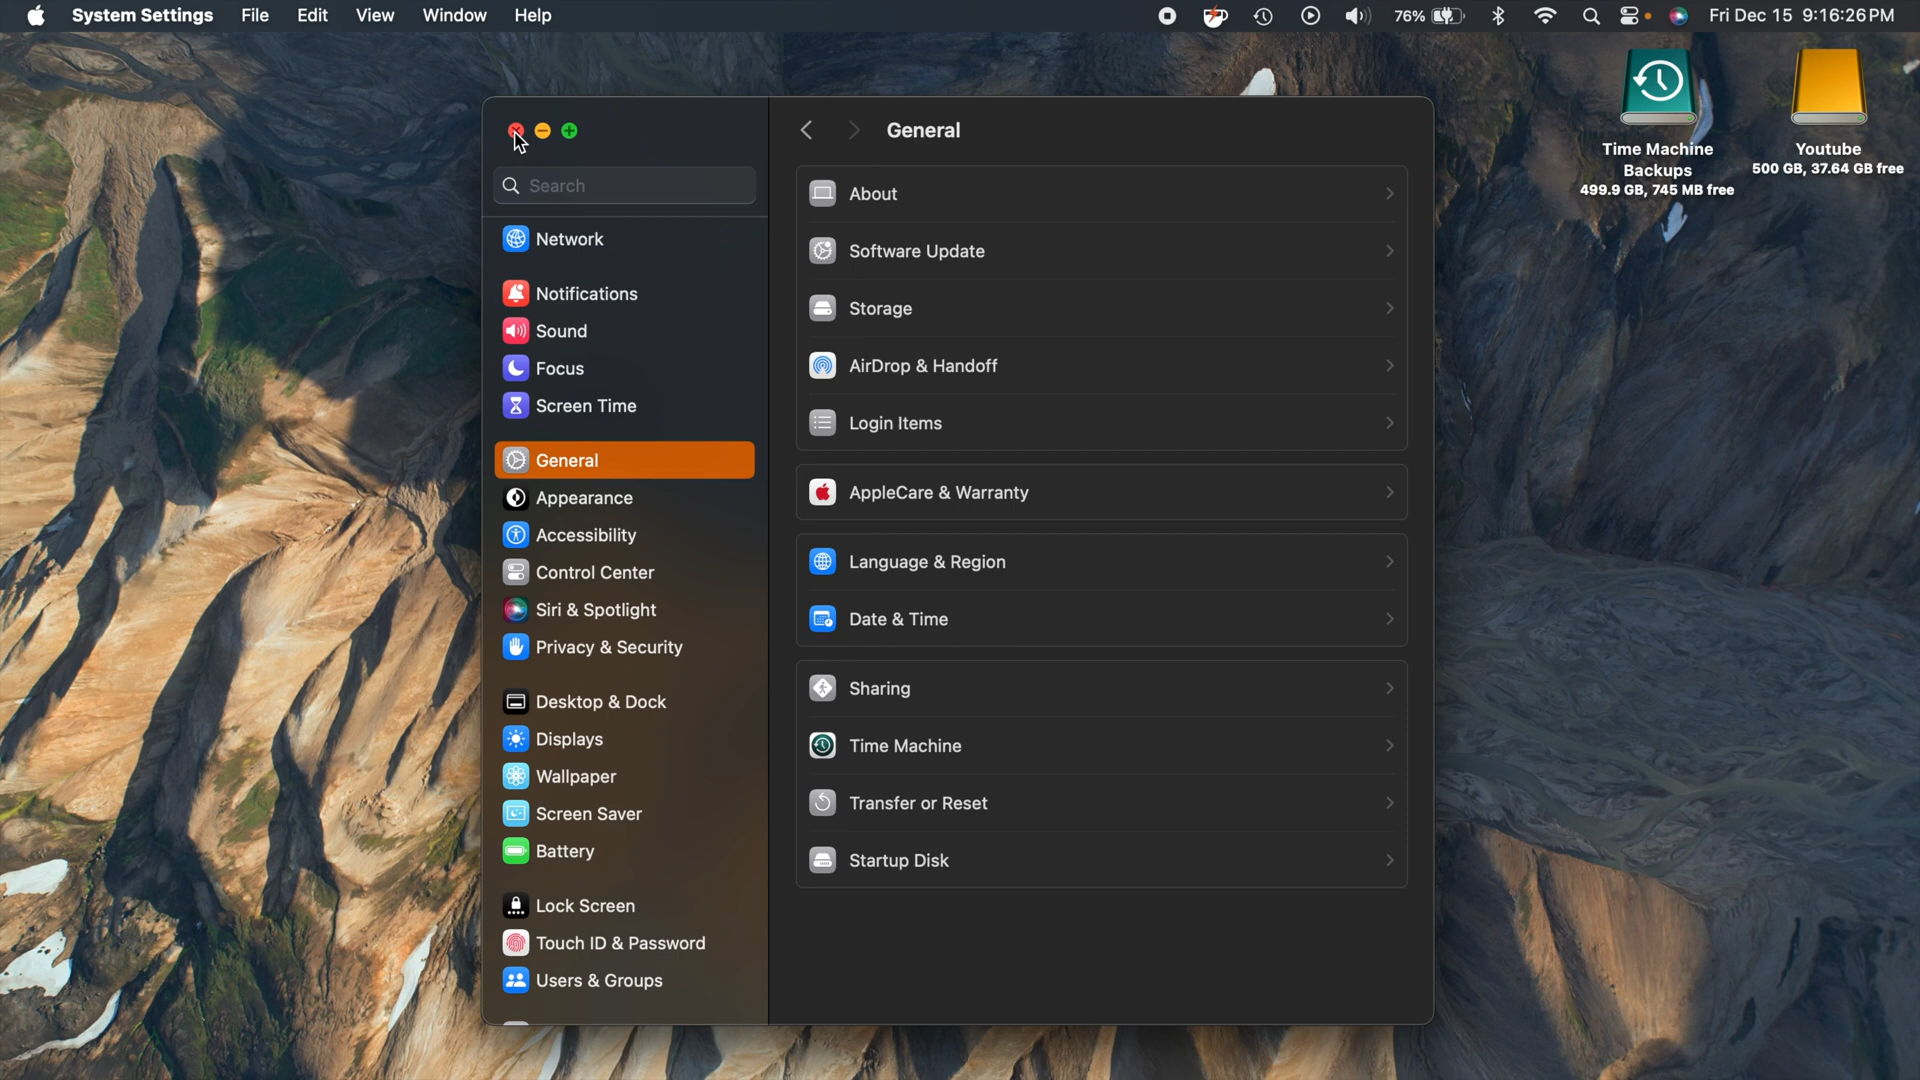 System Settings File Edit View Window Help 76% Fri Dec 15 9:16:26 PM
Time Machine
Backups
499.9 GB, 745 MB free
Youtube
500 GB, 37.64 GB free
Search
Network
Notifications
Sound
Focus
Screen Time
General
Appearance
Accessibility
Control Center
Siri & Spotlight
Privacy & Security
Desktop & Dock
Displays
Wallpaper
Screen Saver
Battery
Lock Screen
Touch ID & Password
Users & Groups
General
About
Software Update
Storage
AirDrop & Handoff
Login Items
AppleCare & Warranty
Language & Region
Date & Time
Sharing
Time Machine
Transfer or Reset
Startup Disk